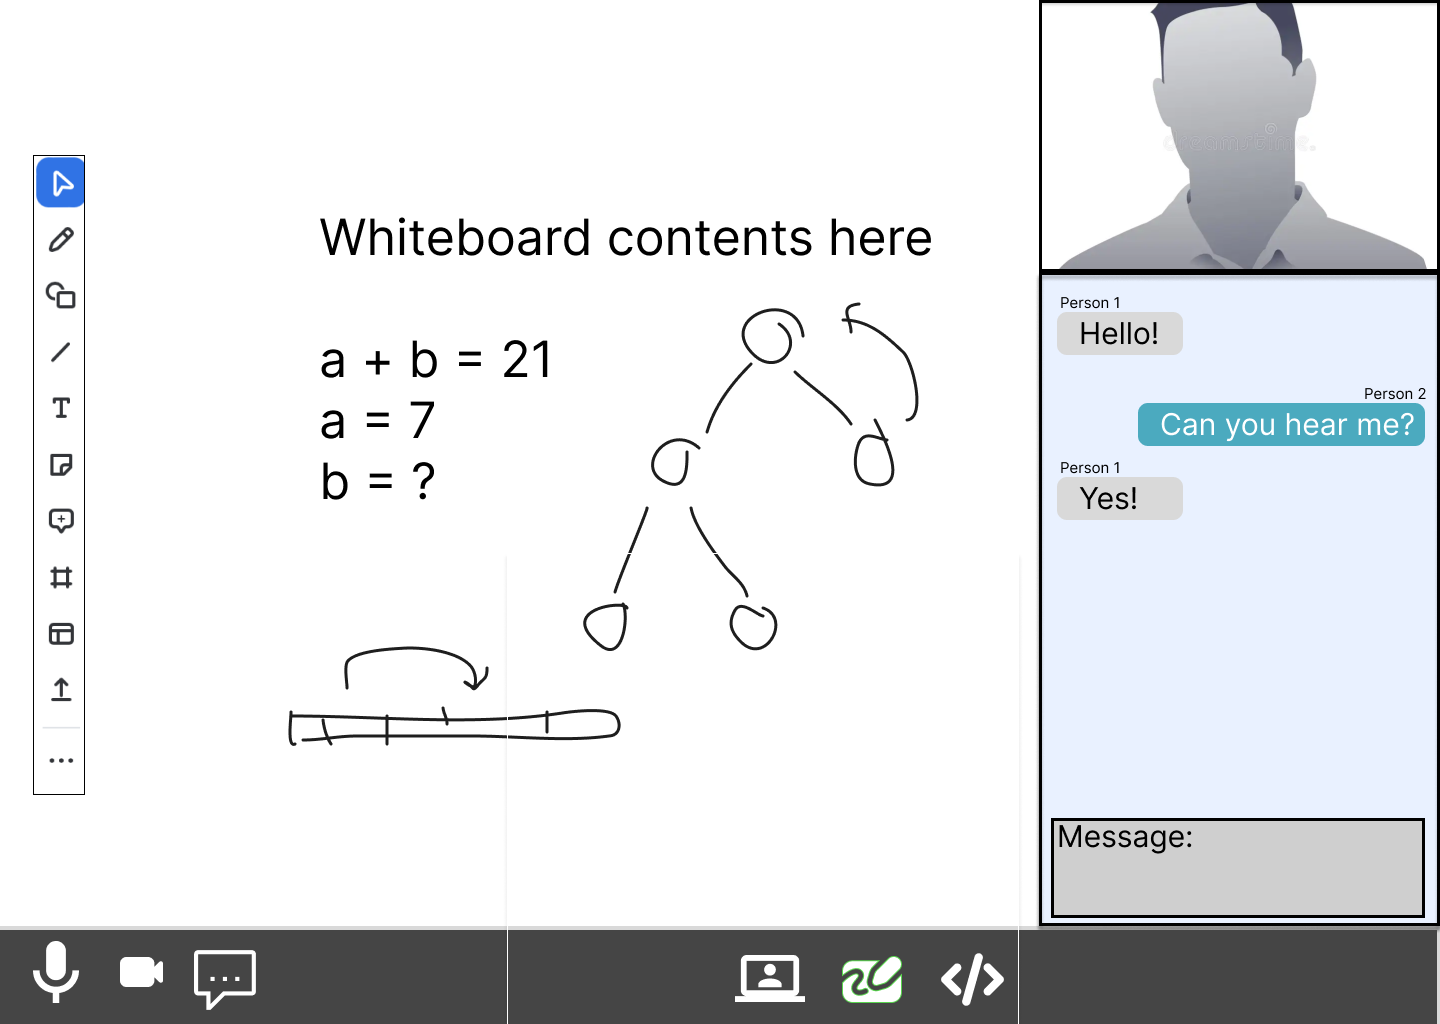 Whiteboard contents here
a + b = 21
a = 7
b = ?
Person 1
Hello!
Person 2
Can you hear me?
Person 1
Yes!
Message: